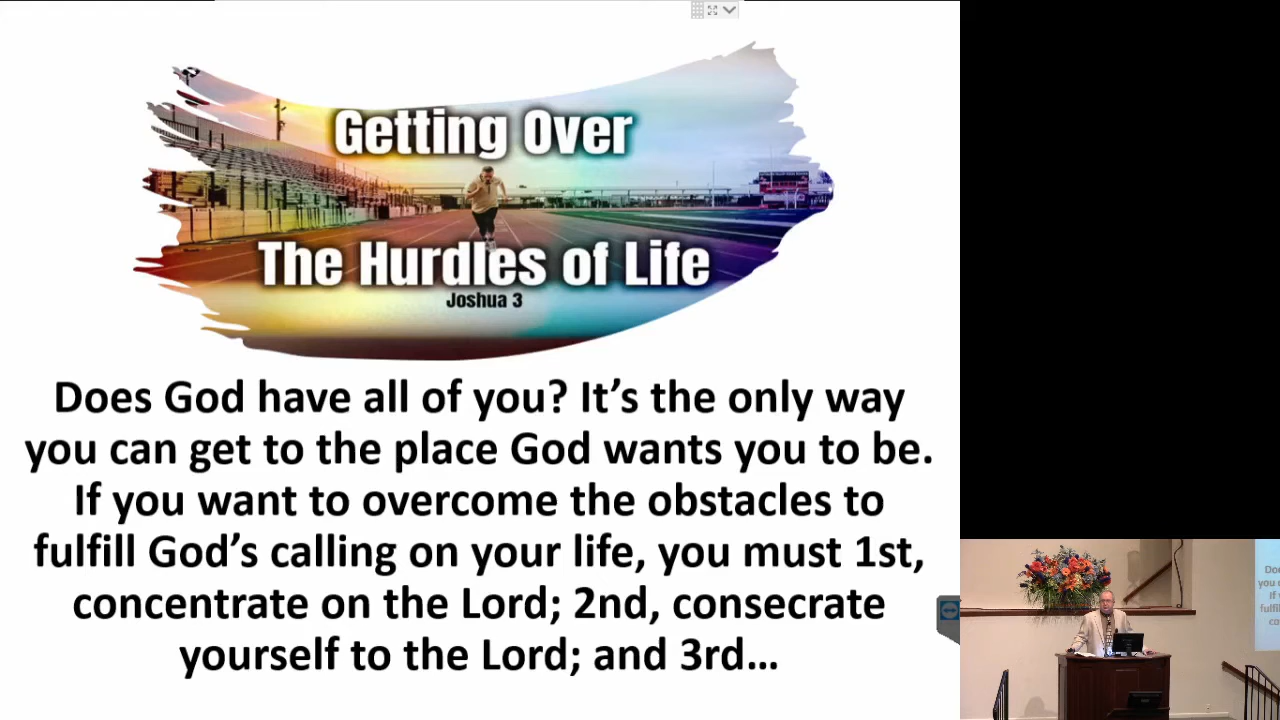 Getting Over
The Hurdles of Life
Joshua 3
Does God have all of you? It’s the only way
you can get to the place God wants you to be.
If you want to overcome the obstacles to
fulfill God’s calling on your life, you must 1st,
concentrate on the Lord; 2nd, consecrate
yourself to the Lord; and 3rd…